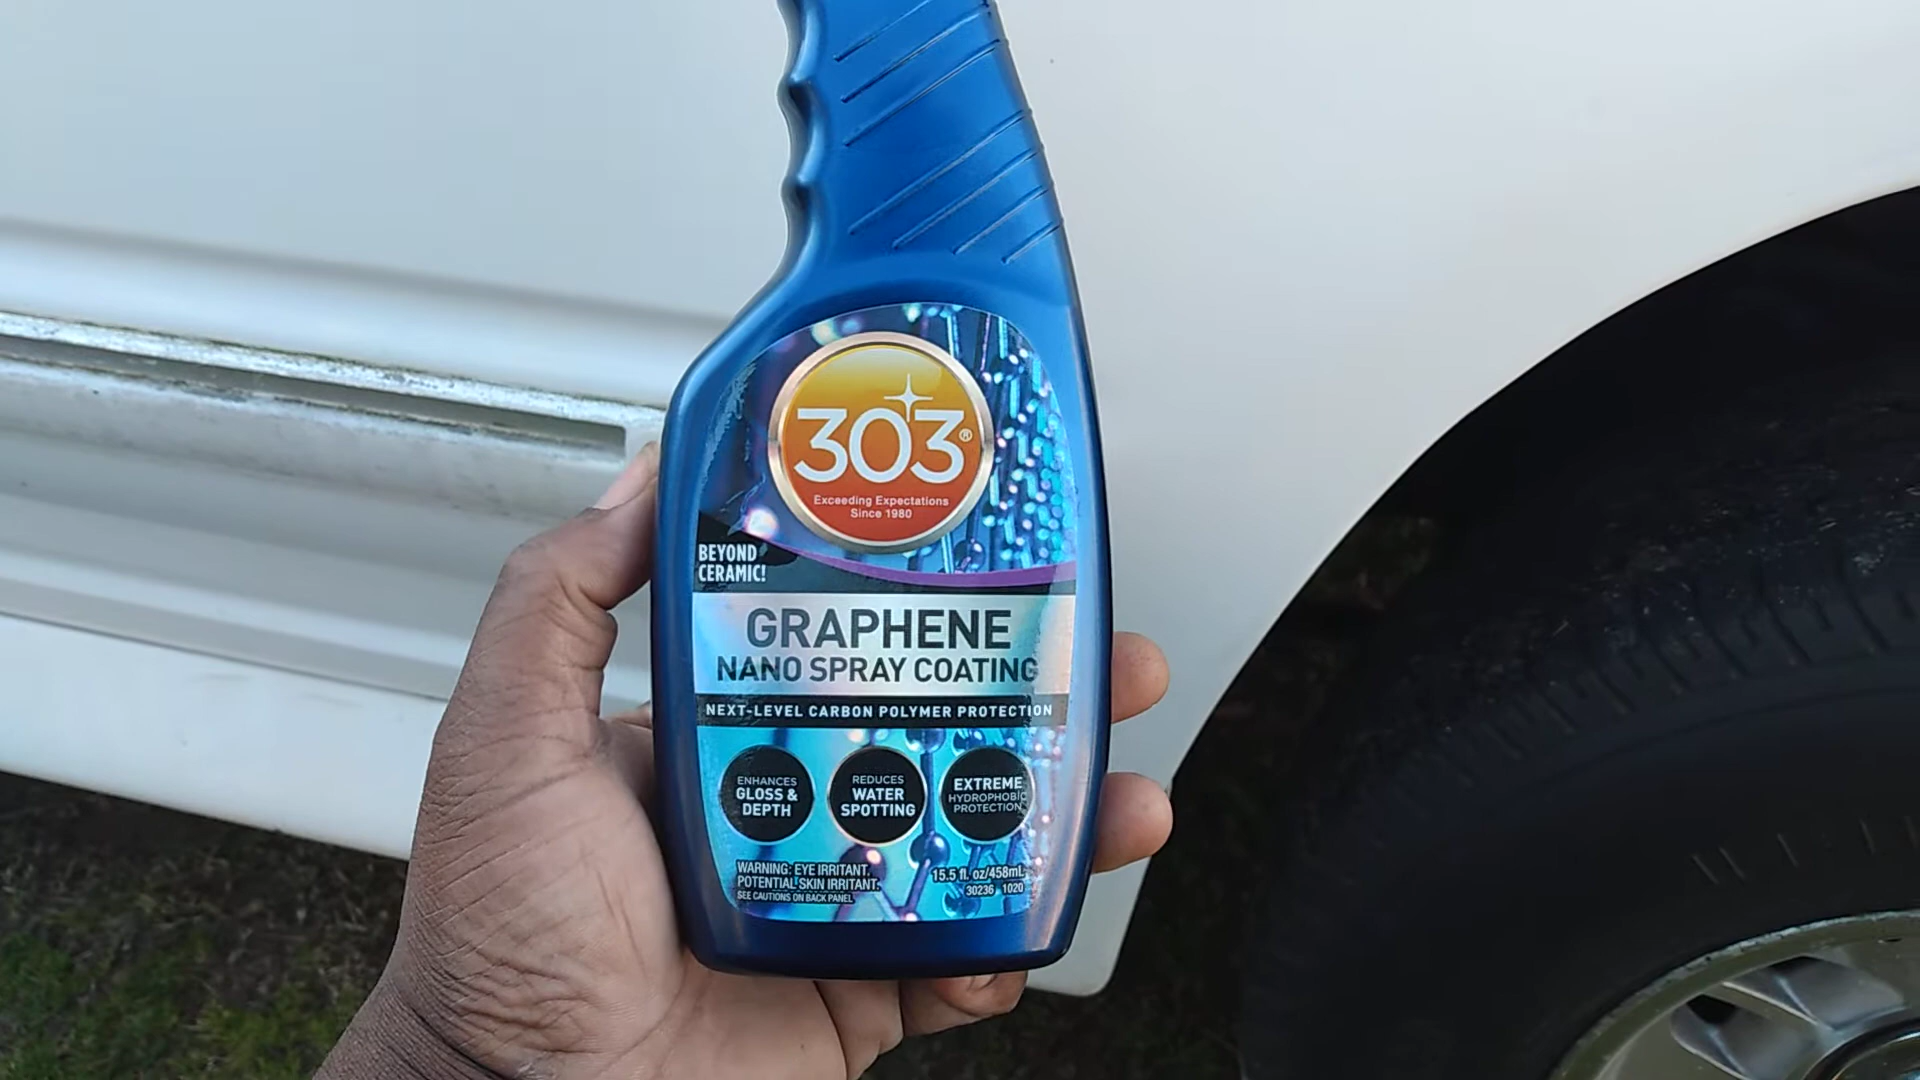 303®
Exceeding Expectations
Since 1980
BEYOND
CERAMIC!
GRAPHENE
NANO SPRAY COATING
NEXT-LEVEL CARBON POLYMER PROTECTION
ENHANCES
GLOSS &
DEPTH
REDUCES
WATER
SPOTTING
EXTREME
HYDROPHOBIC
PROTECTION
WARNING: EYE IRRITANT.
POTENTIAL SKIN IRRITANT.
SEE CAUTIONS ON BACK PANEL
15.5 fl. oz/458mL
30236 1020